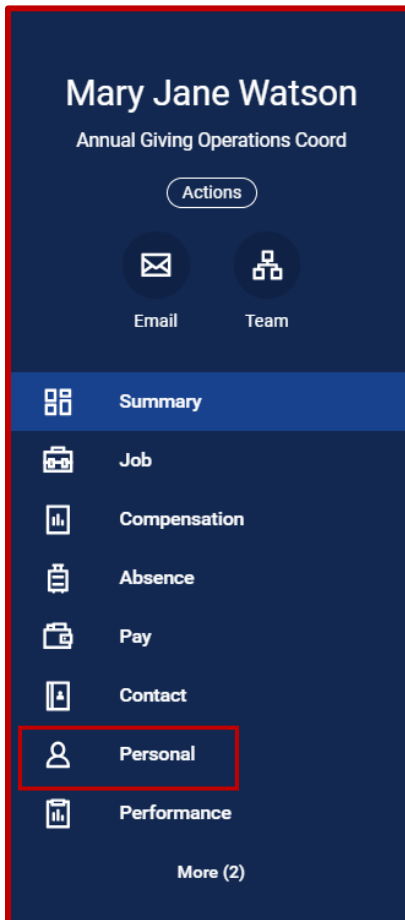 Mary Jane Watson
Annual Giving Operations Coord
Actions
Email Team
Summary
Job
Compensation
Absence
Pay
Contact
Personal
Performance
More (2)